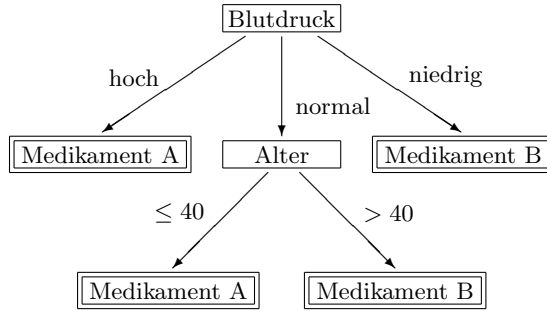 Blutdruck
hoch
niedrig
normal
Medikament A
Alter
Medikament B
≤ 40
> 40
Medikament A
Medikament B